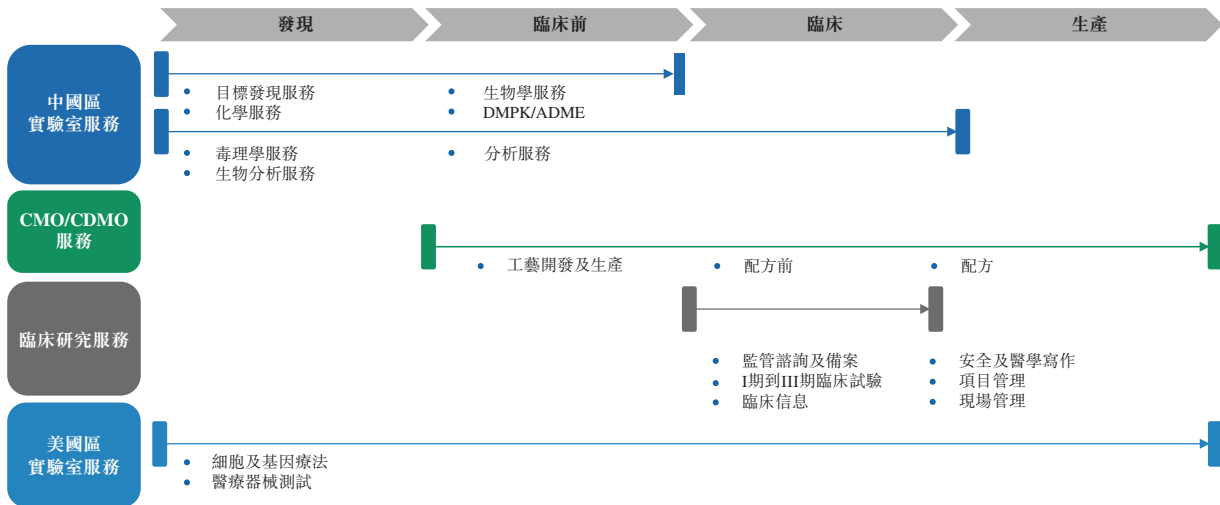 發現
臨床前
臨床
生產
中國區
實驗室服務
目標發現服務
化學服務
生物學服務
DMPK/ADME
毒理學服務
生物分析服務
分析服務
CMO/CDMO
服務
工藝開發及生產
配方前
配方
臨床研究服務
監管諮詢及備案
I期到III期臨床試驗
臨床信息
安全及醫學寫作
項目管理
現場管理
美國區
實驗室服務
細胞及基因療法
醫療器械測試